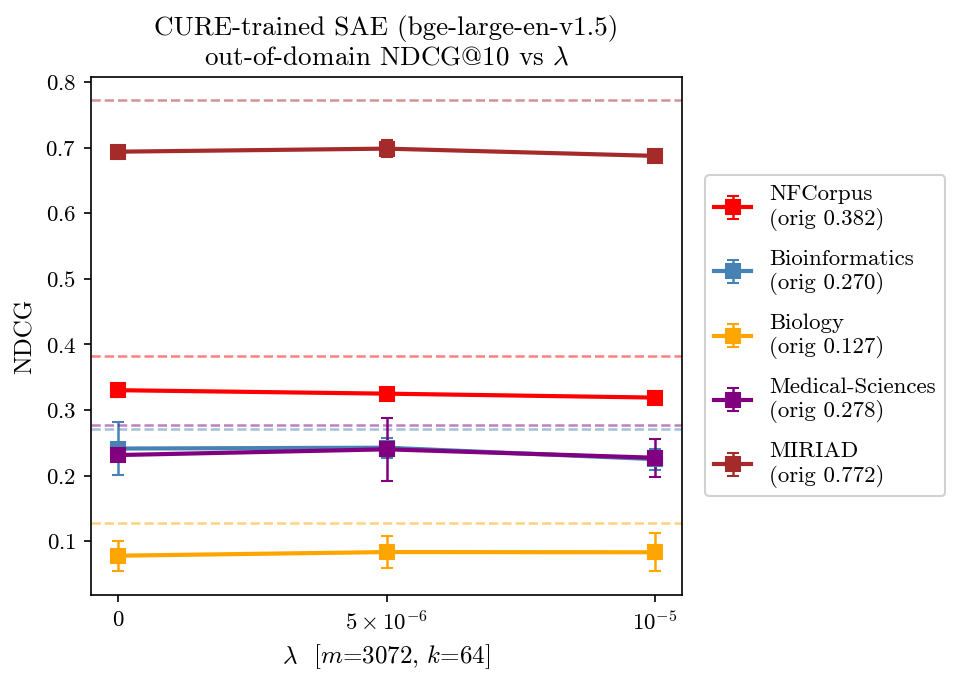 CURE-trained SAE (bge-large-en-v1.5)
out-of-domain NDCG@10 vs λ
0.8
0.7
0.6
0.5
0.4
0.3
0.2
0.1
NDCG
0
5 × 10⁻⁶
10⁻⁵
λ [m=3072, k=64]
NFCorpus
(orig 0.382)
Bioinformatics
(orig 0.270)
Biology
(orig 0.127)
Medical-Sciences
(orig 0.278)
MIRIAD
(orig 0.772)